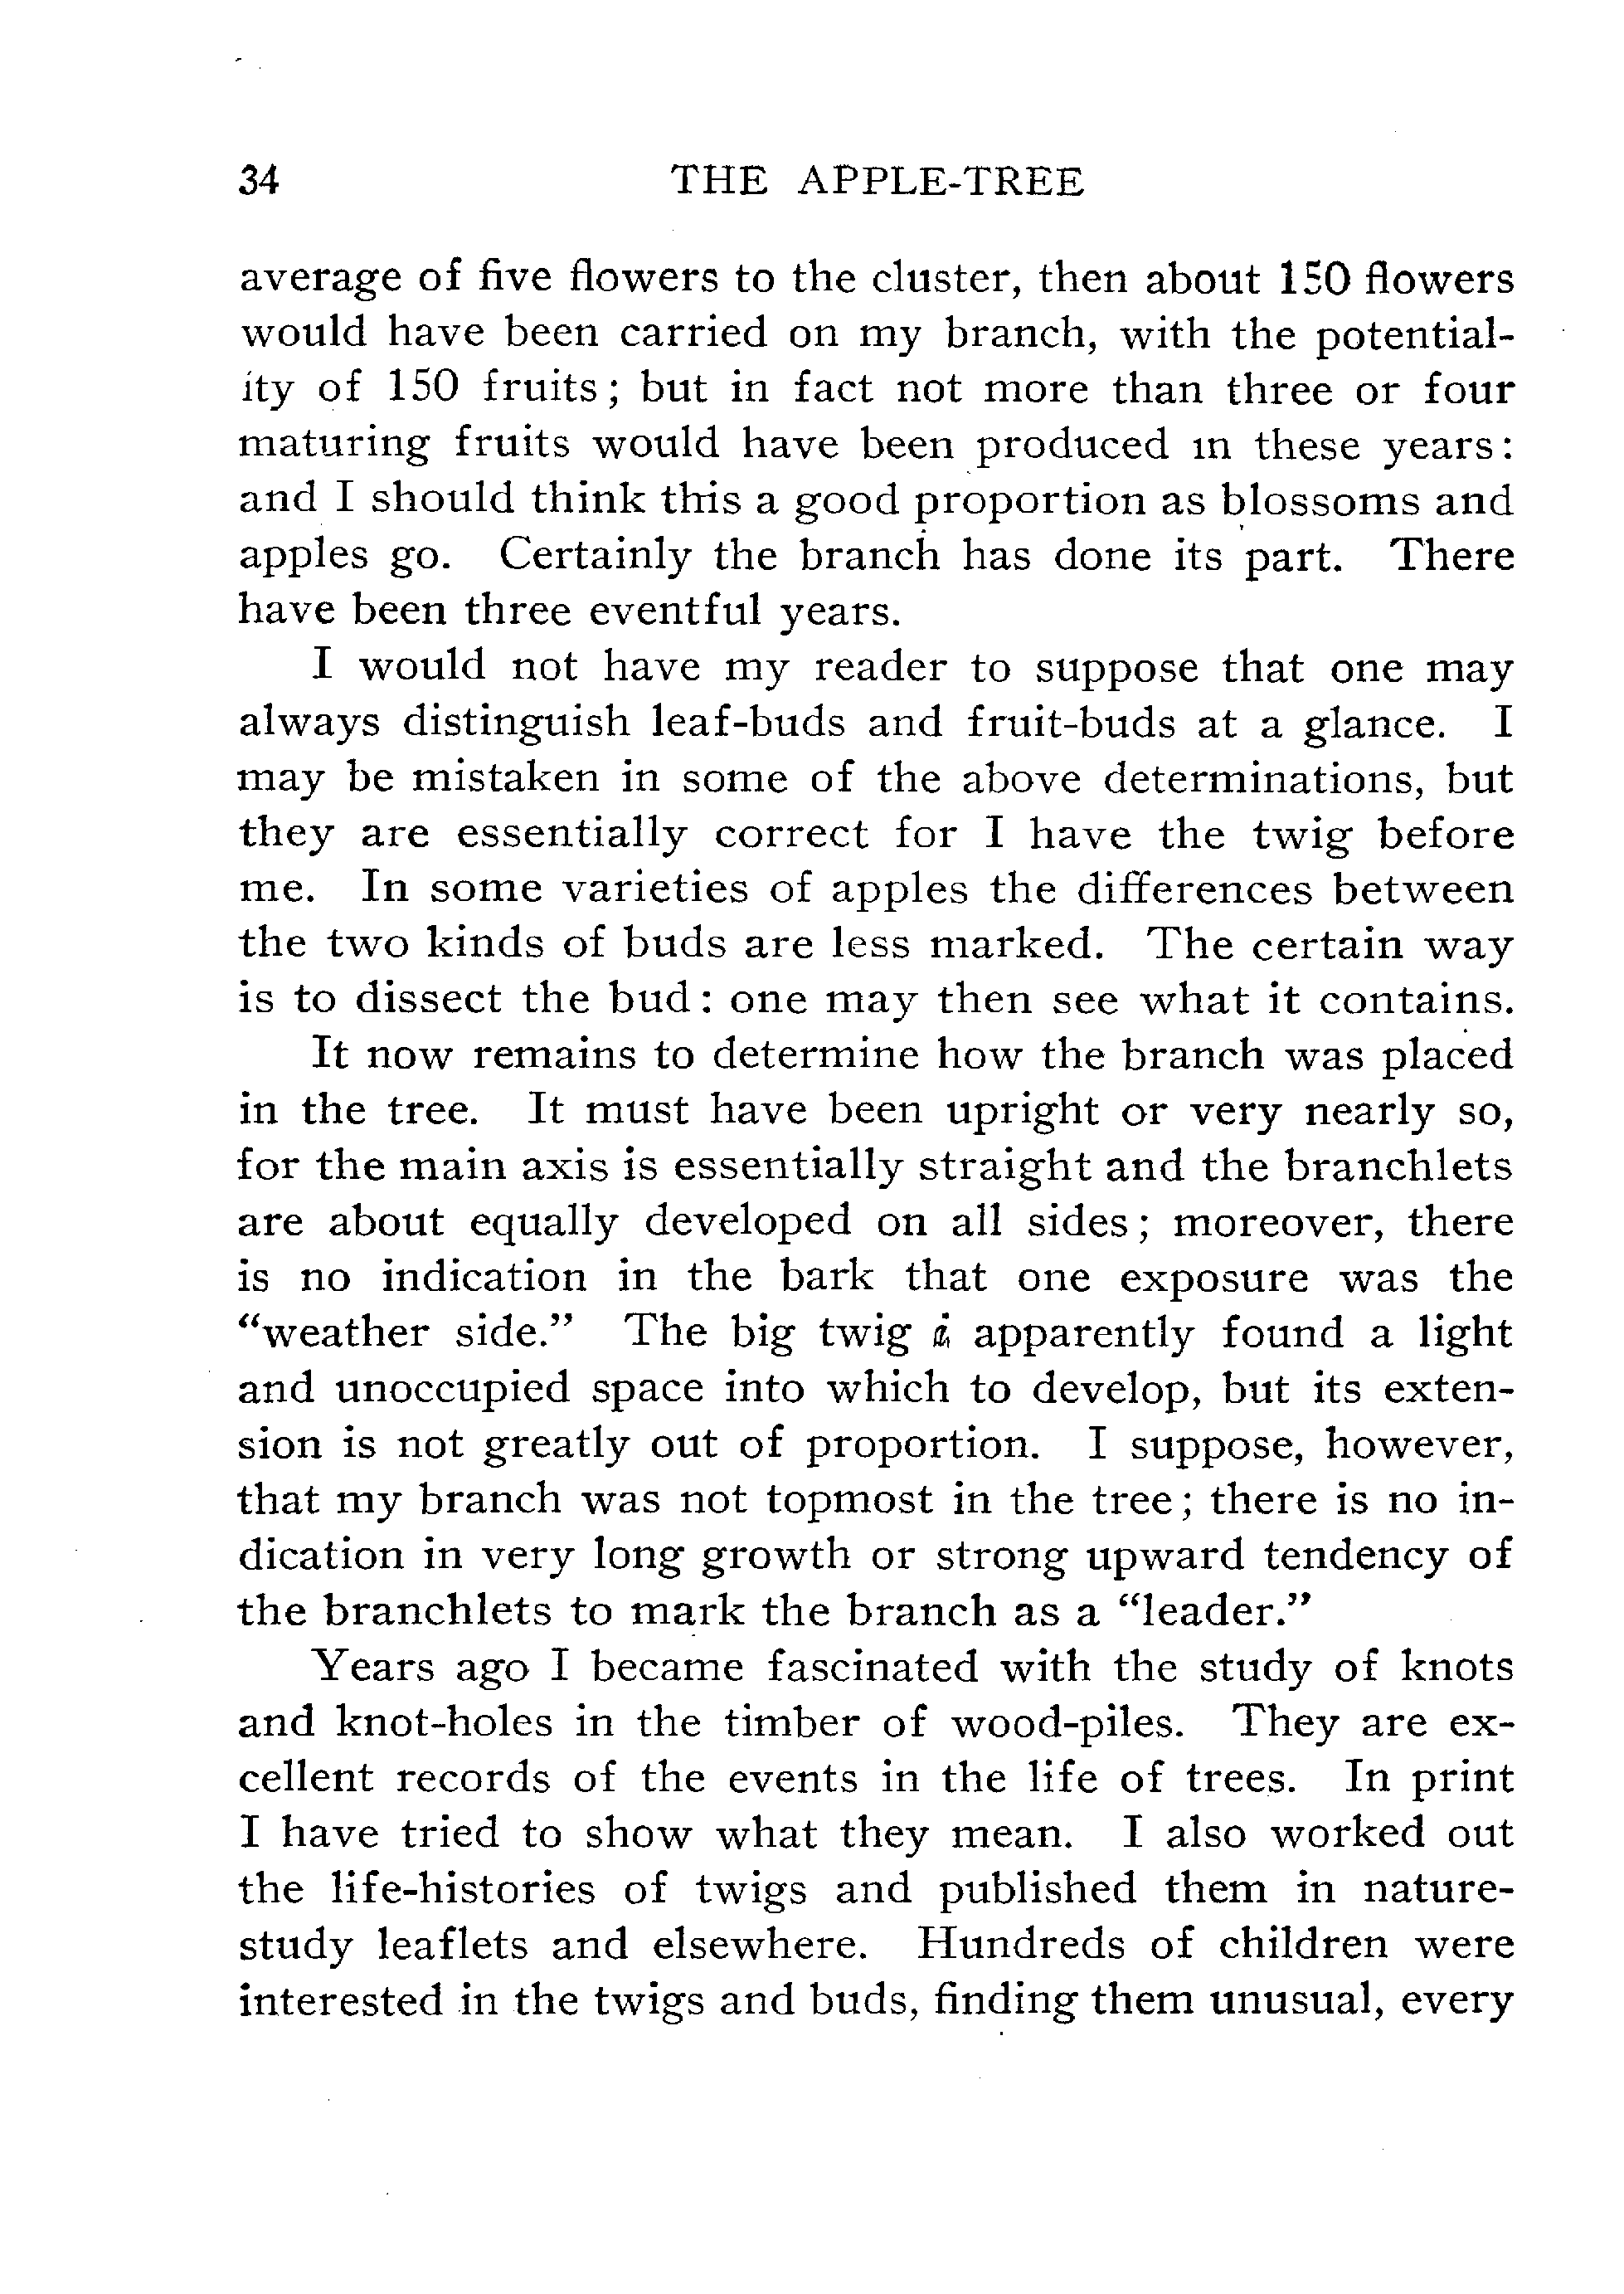 34 THE APPLE-TREE
average of five flowers to the cluster, then about 150 flowers
would have been carried on my branch, with the potential-
ity of 150 fruits; but in fact not more than three or four
maturing fruits would have been produced in these years:
and I should think this a good proportion as blossoms and
apples go. Certainly the branch has done its part. There
have been three eventful years.
I would not have my reader to suppose that one may
always distinguish leaf-buds and fruit-buds at a glance. I
may be mistaken in some of the above determinations, but
they are essentially correct for I have the twig before
me. In some varieties of apples the differences between
the two kinds of buds are less marked. The certain way
is to dissect the bud: one may then see what it contains.
It now remains to determine how the branch was placed
in the tree. It must have been upright or very nearly so,
for the main axis is essentially straight and the branchlets
are about equally developed on all sides; moreover, there
is no indication in the bark that one exposure was the
"weather side." The big twig apparently found a light
and unoccupied space into which to develop, but its exten-
sion is not greatly out of proportion. I suppose, however,
that my branch was not topmost in the tree; there is no in-
dication in very long growth or strong upward tendency of
the branchlets to mark the branch as a "leader."
Years ago I became fascinated with the study of knots
and knot-holes in the timber of wood-piles. They are ex-
cellent records of the events in the life of trees. In print
I have tried to show what they mean. I also worked out
the life-histories of twigs and published them in nature-
study leaflets and elsewhere. Hundreds of children were
interested in the twigs and buds, finding them unusual, every